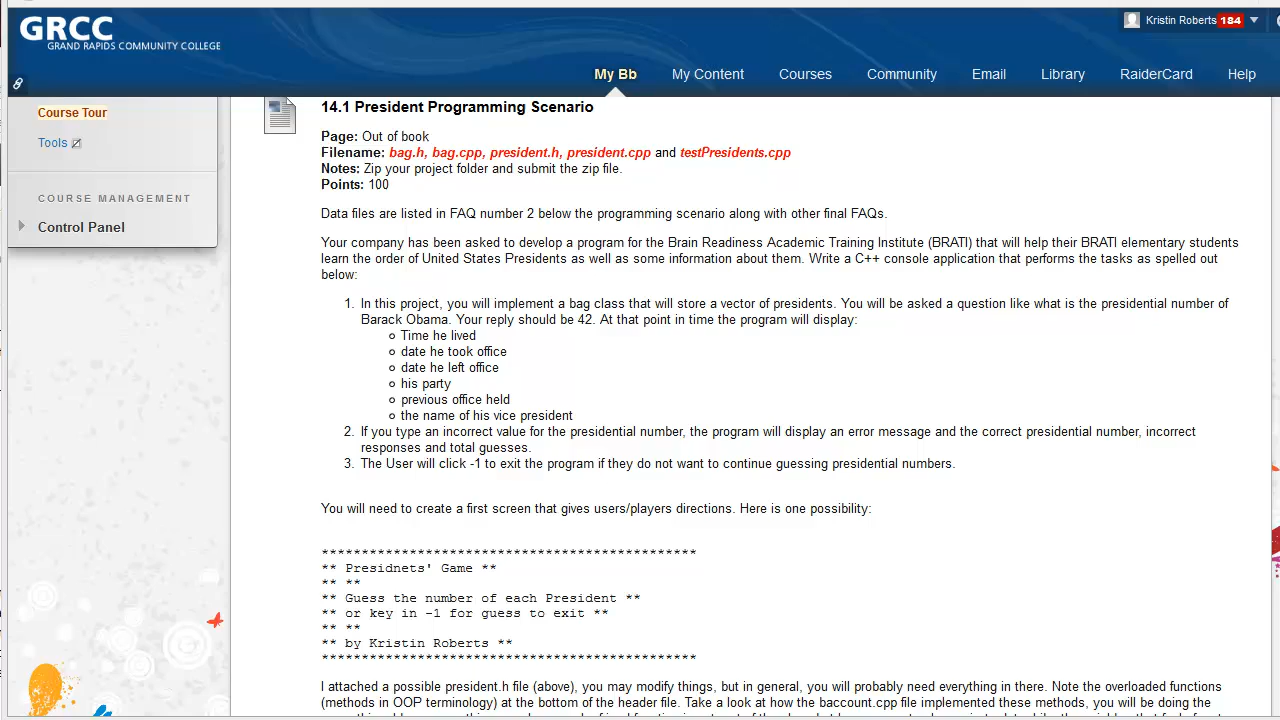 GRCC
GRAND RAPIDS COMMUNITY COLLEGE
Kristin Roberts 184
My Bb My Content Courses Community Email Library RaiderCard Help
Course Tour
Tools
COURSE MANAGEMENT
Control Panel
14.1 President Programming Scenario
Page: Out of book
Filename: bag.h, bag.cpp, president.h, president.cpp and testPresidents.cpp
Notes: Zip your project folder and submit the zip file.
Points: 100
Data files are listed in FAQ number 2 below the programming scenario along with other final FAQs.
Your company has been asked to develop a program for the Brain Readiness Academic Training Institute (BRATI) that will help their BRATI elementary students
learn the order of United States Presidents as well as some information about them. Write a C++ console application that performs the tasks as spelled out
below:
1. In this project, you will implement a bag class that will store a vector of presidents. You will be asked a question like what is the presidential number of
Barack Obama. Your reply should be 42. At that point in time the program will display:
Time he lived
date he took office
date he left office
his party
previous office held
the name of his vice president
2. If you type an incorrect value for the presidential number, the program will display an error message and the correct presidential number, incorrect
responses and total guesses.
3. The User will click -1 to exit the program if they do not want to continue guessing presidential numbers.
You will need to create a first screen that gives users/players directions. Here is one possibility:
***********************************************
** Presidnets' Game **
** **
** Guess the number of each President **
** or key in -1 for guess to exit **
** **
** by Kristin Roberts **
***********************************************
I attached a possible president.h file (above), you may modify things, but in general, you will probably need everything in there. Note the overloaded functions
(methods in OOP terminology) at the bottom of the header file. Take a look at how the baccount.cpp file implemented these methods, you will be doing the